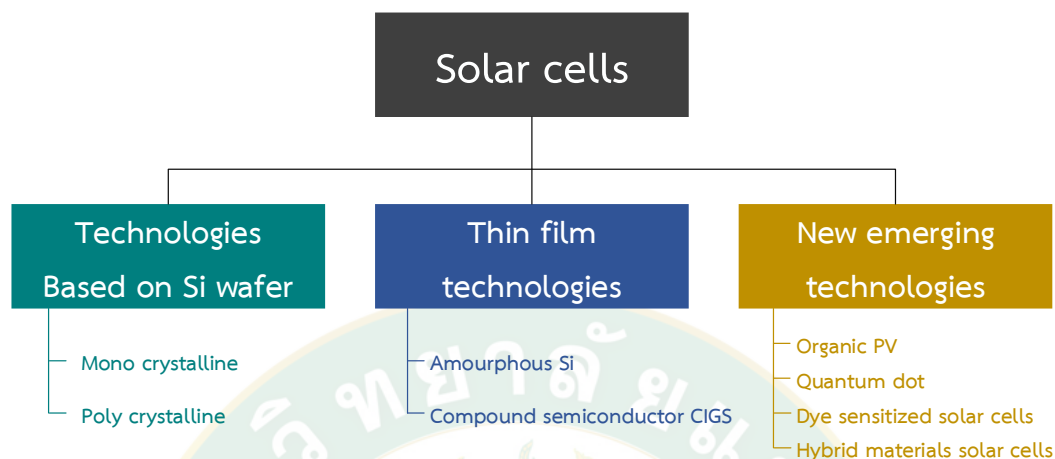 Solar cells
Technologies
Based on Si wafer
Thin film
technologies
New emerging
technologies
Mono crystalline
Poly crystalline
Amourphous Si
Compound semiconductor CIGS
Organic PV
Quantum dot
Dye sensitized solar cells
Hybrid materials solar cells